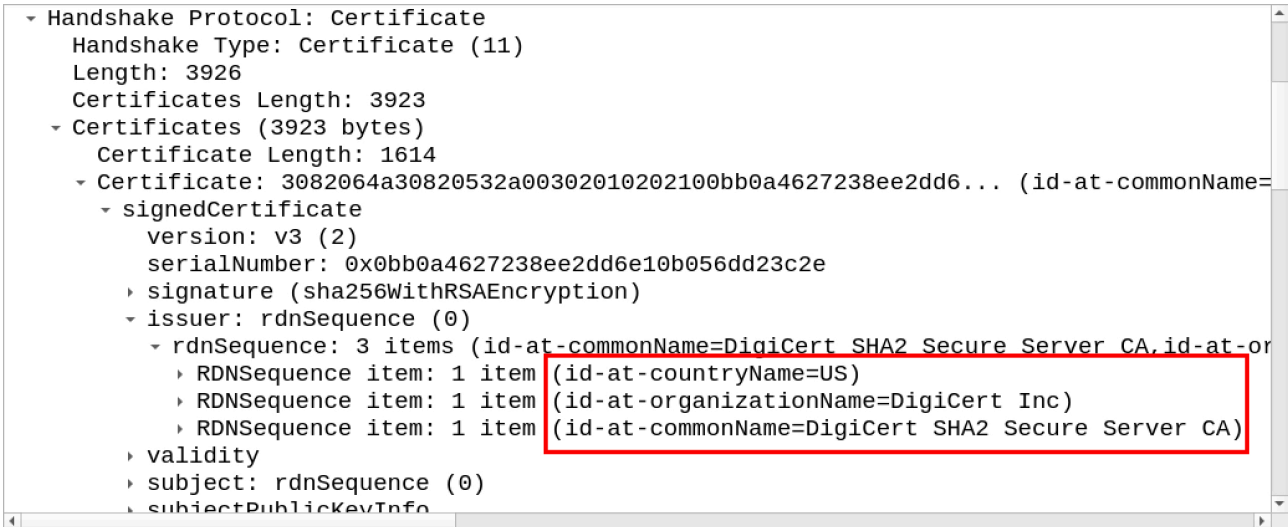 Handshake Protocol: Certificate
Handshake Type: Certificate (11)
Length: 3926
Certificates Length: 3923
Certificates (3923 bytes)
Certificate Length: 1614
Certificate: 3082064a30820532a00302010202100bb0a4627238ee2dd6... (id-at-commonName=
signedCertificate
version: v3 (2)
serialNumber: 0x0bb0a4627238ee2dd6e10b056dd23c2e
signature (sha256WithRSAEncryption)
issuer: rdnSequence (0)
rdnSequence: 3 items (id-at-commonName=DigiCert SHA2 Secure Server CA,id-at-or
RDNSequence item: 1 item (id-at-countryName=US)
RDNSequence item: 1 item (id-at-organizationName=DigiCert Inc)
RDNSequence item: 1 item (id-at-commonName=DigiCert SHA2 Secure Server CA)
validity
subject: rdnSequence (0)
subjectPublicKeyInfo